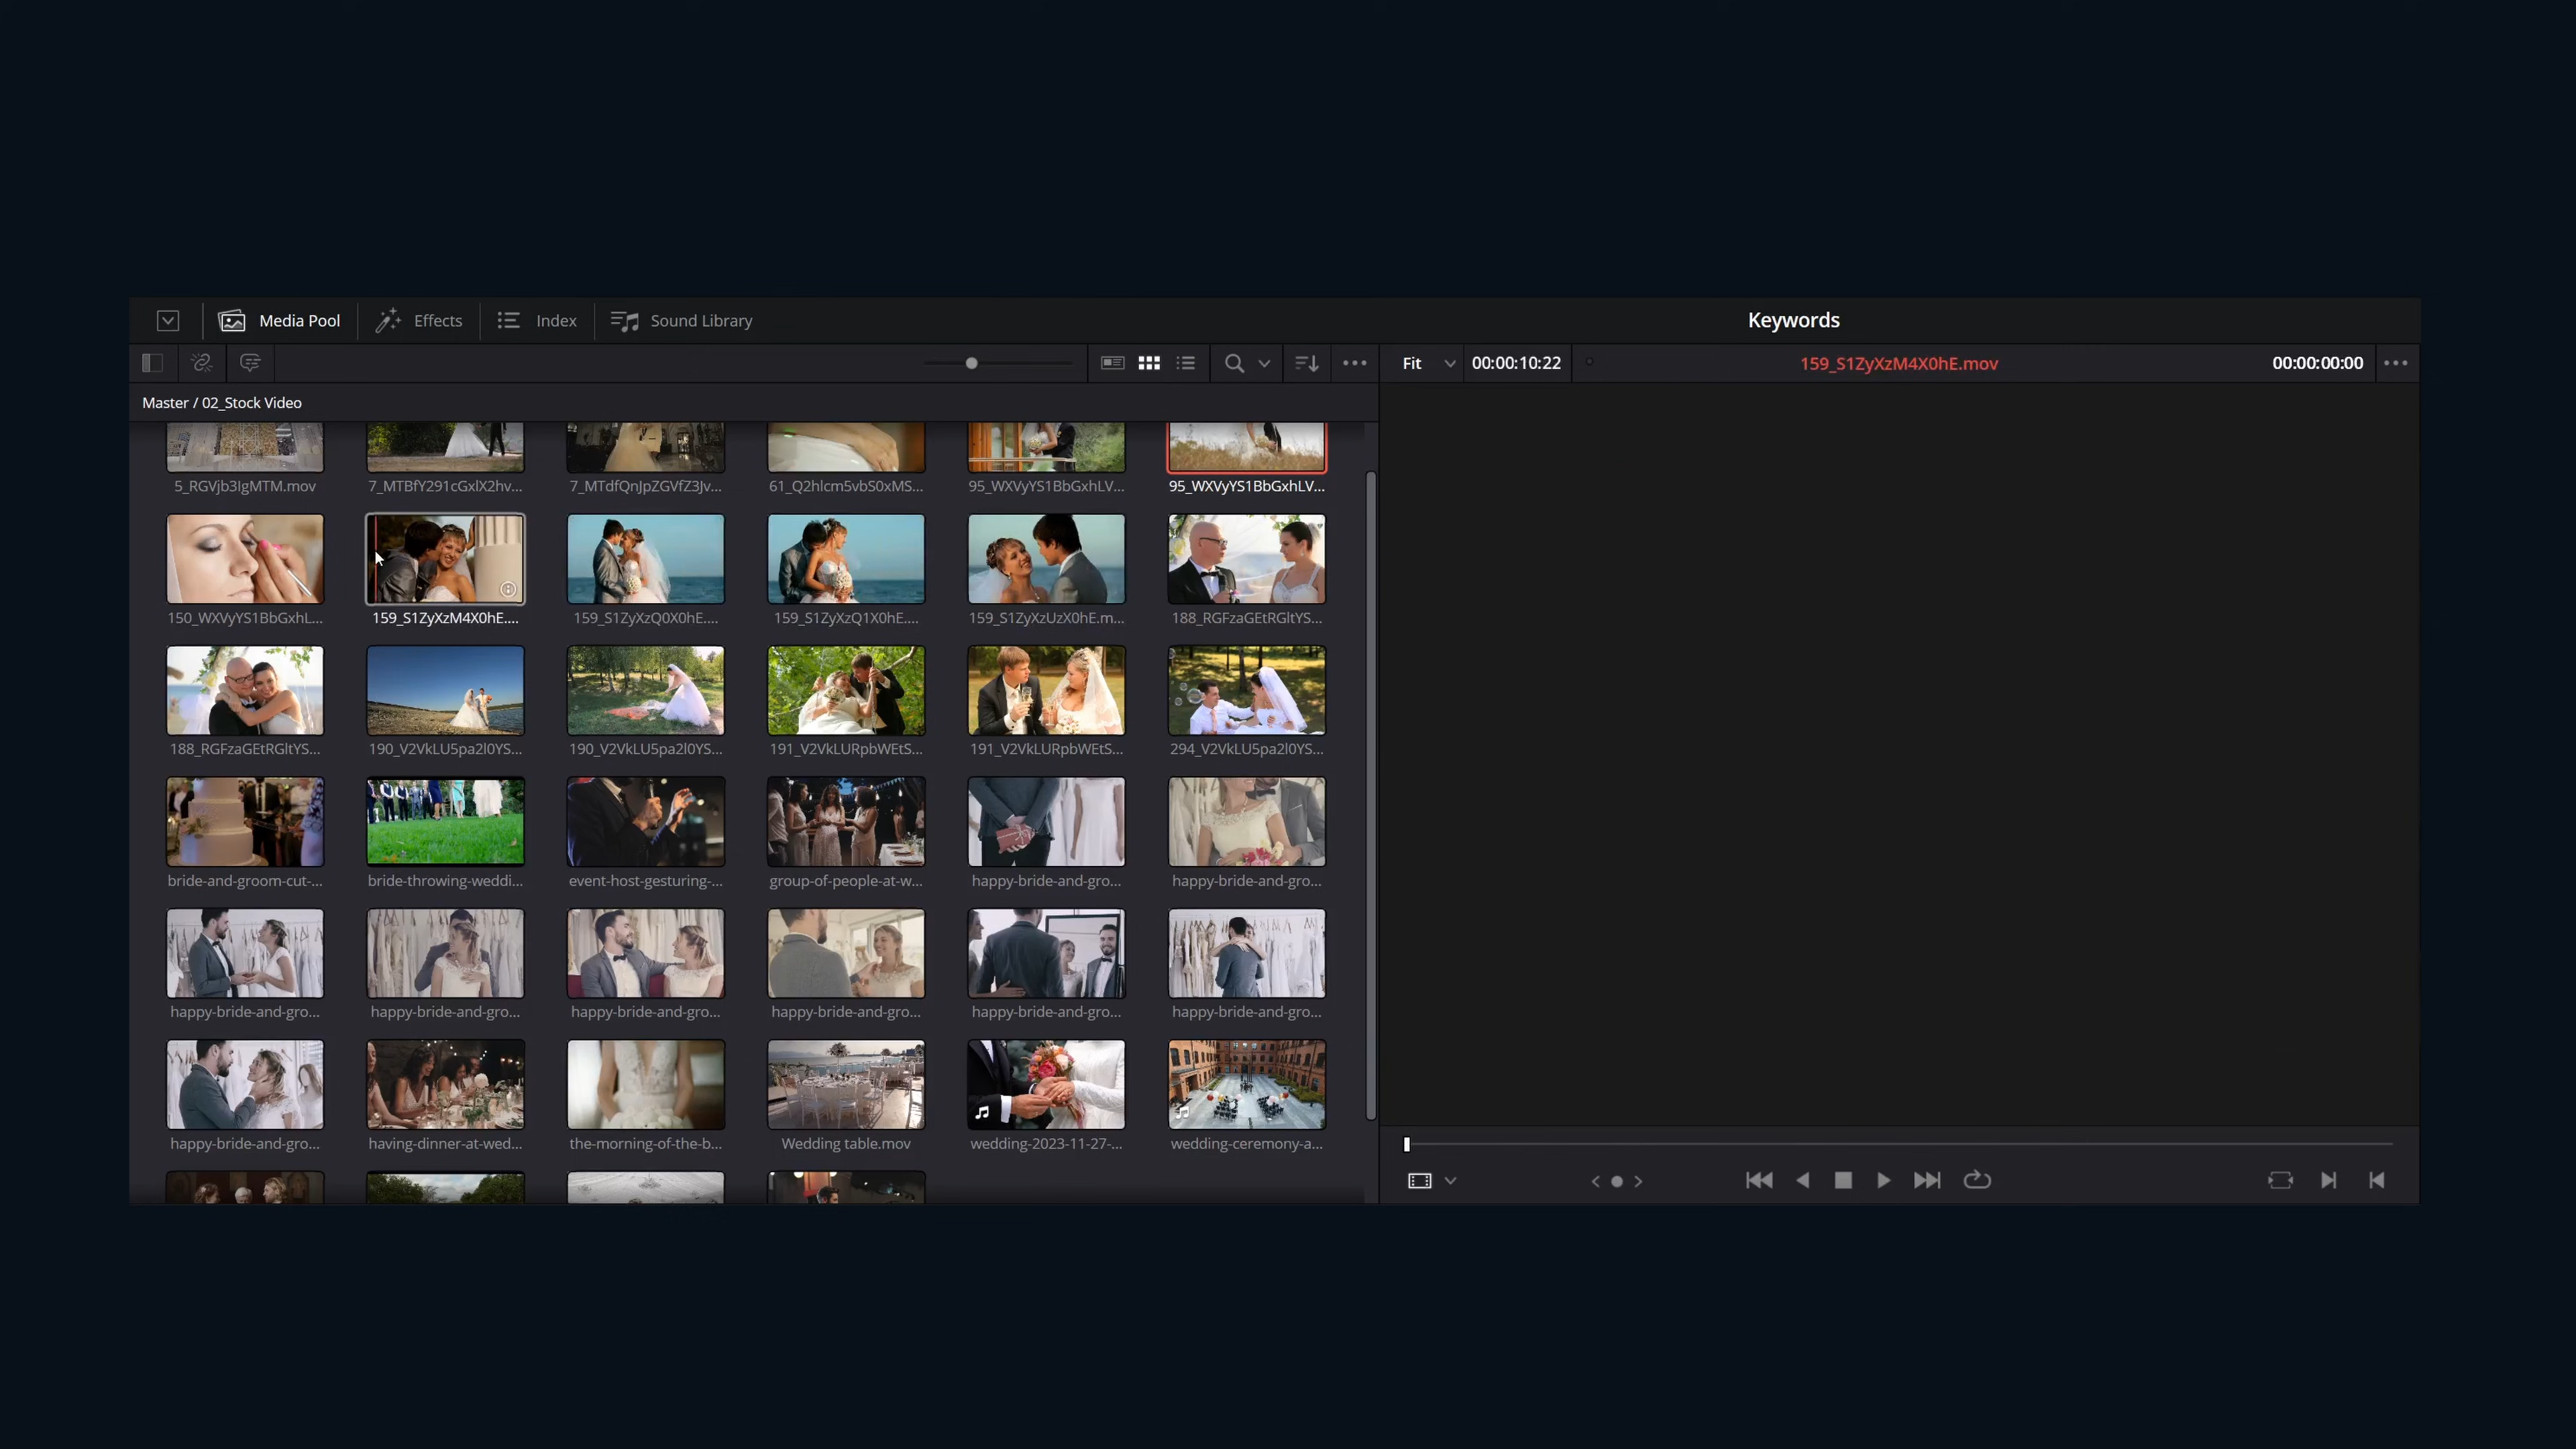 Media Pool Effects Index Sound Library Keywords
Fit 00:00:10:22 159_S1ZyXzM4X0hE.mov 00:00:00:00
Master / 02_Stock Video
5_RGVjb3IgMTM.mov 7_MTBfY291cGxlX2hv... 7_MTdfQnJpZGVfZ3Jv... 61_Q2hlcm5vbS0xMS... 95_WXVyYS1BbGxhLV... 95_WXVyYS1BbGxhLV...
150_WXVyYS1BbGxhL... 159_S1ZyXzM4X0hE.... 159_S1ZyXzQ0X0hE.... 159_S1ZyXzQ1X0hE.... 159_S1ZyXzUzX0hE.m... 188_RGFzaGEtRGltYS...
188_RGFzaGEtRGltYS... 190_V2VkLU5pa2l0YS... 190_V2VkLU5pa2l0YS... 191_V2VkLURpbWEtS... 191_V2VkLURpbWEtS... 294_V2VkLU5pa2l0YS...
bride-and-groom-cut-... bride-throwing-weddi... event-host-gesturing-... group-of-people-at-w... happy-bride-and-gro... happy-bride-and-gro...
happy-bride-and-gro... happy-bride-and-gro... happy-bride-and-gro... happy-bride-and-gro... happy-bride-and-gro... happy-bride-and-gro...
happy-bride-and-gro... having-dinner-at-wed... the-morning-of-the-b... Wedding table.mov wedding-2023-11-27-... wedding-ceremony-a...